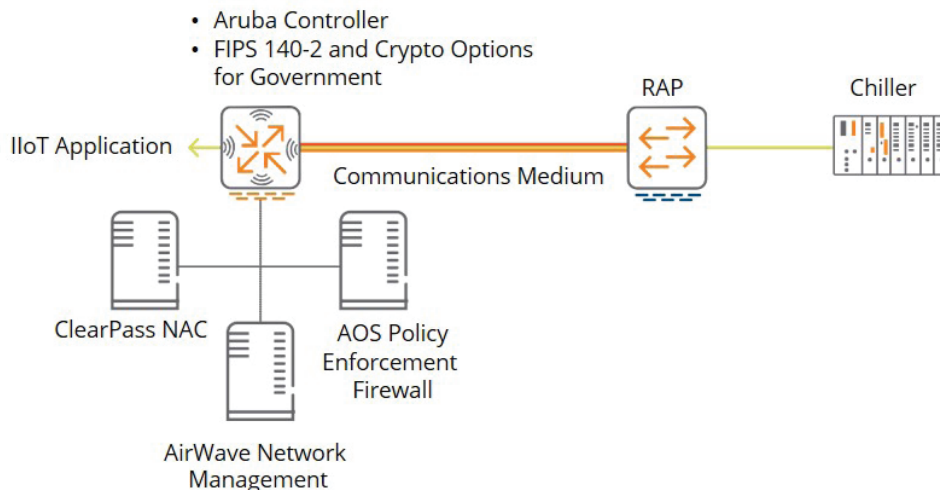 • Aruba Controller
• FIPS 140-2 and Crypto Options
for Government
RAP
Chiller
IIoT Application
Communications Medium
ClearPass NAC
AOS Policy
Enforcement
Firewall
AirWave Network
Management